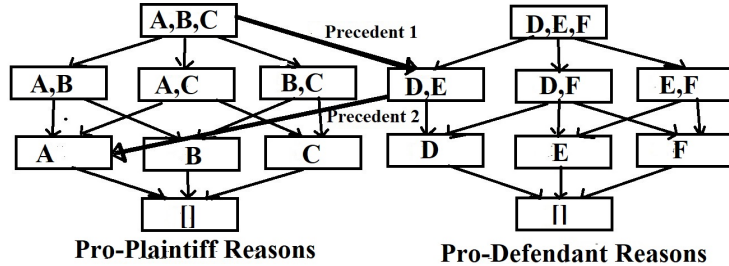 A,B,C
D,E,F
Precedent 1
A,B
A,C
B,C
D,E
D,F
E,F
Precedent 2
A
B
C
D
E
F
[]
[]
Pro-Plaintiff Reasons
Pro-Defendant Reasons